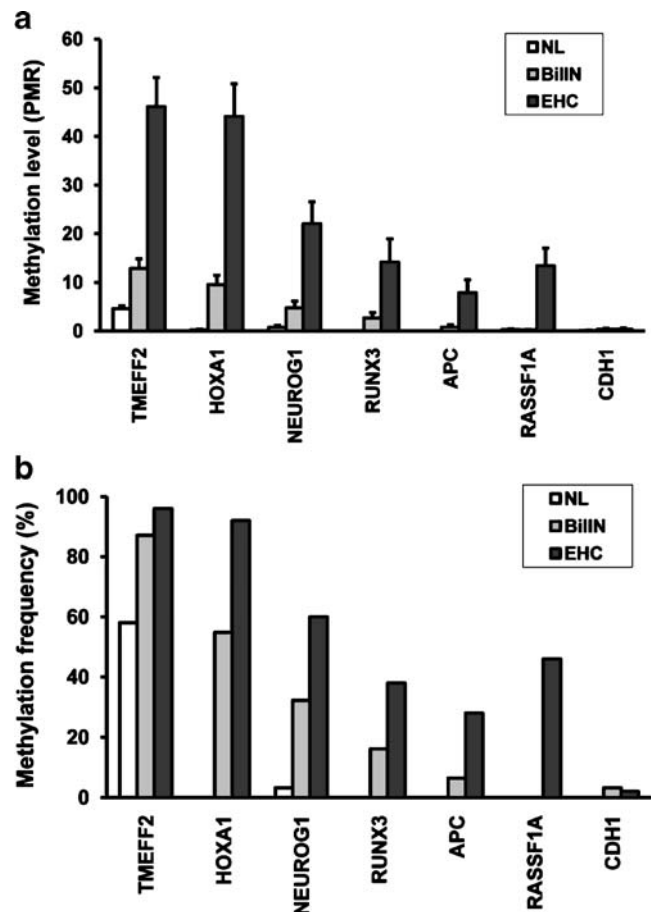 a
Methylation level (PMR)
60
50
40
30
20
10
0
NL
BilIN
EHC
TMEFF2
HOXA1
NEUROG1
RUNX3
APC
RASSF1A
CDH1
b
Methylation frequency (%)
100
80
60
40
20
0
NL
BilIN
EHC
TMEFF2
HOXA1
NEUROG1
RUNX3
APC
RASSF1A
CDH1